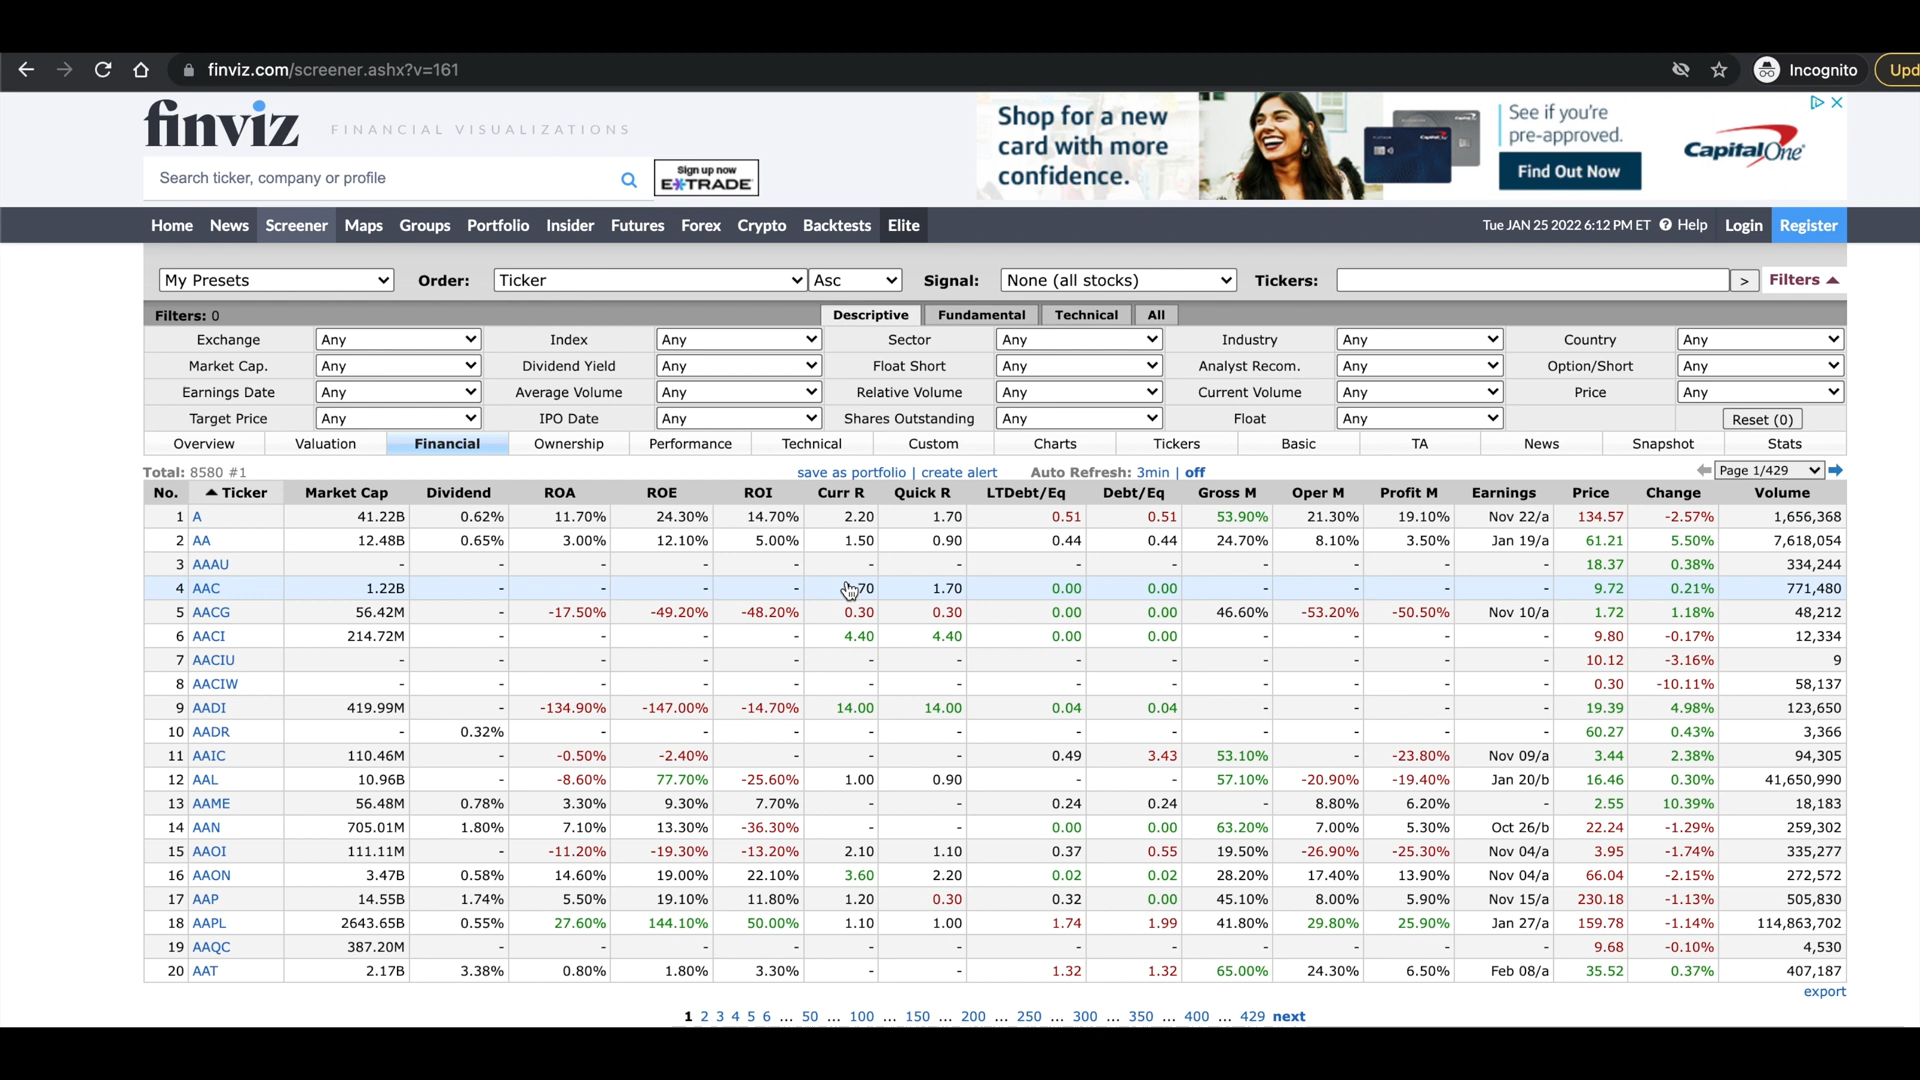 finviz.com/screener.ashx?v=161 Incognito Upd
finviz FINANCIAL VISUALIZATIONS
Search ticker, company or profile
Sign up now
E*TRADE
Shop for a new
card with more
confidence.
See if you're
pre-approved.
Find Out Now
Capital One
Home News Screener Maps Groups Portfolio Insider Futures Forex Crypto Backtests Elite Tue JAN 25 2022 6:12 PM ET Help Login Register
My Presets Order: Ticker Asc Signal: None (all stocks) Tickers: > Filters
Filters: 0 Descriptive Fundamental Technical All
Exchange Any Index Any Sector Any Industry Any Country Any
Market Cap. Any Dividend Yield Any Float Short Any Analyst Recom. Any Option/Short Any
Earnings Date Any Average Volume Any Relative Volume Any Current Volume Any Price Any
Target Price Any IPO Date Any Shares Outstanding Any Float Any Reset (0)
Overview Valuation Financial Ownership Performance Technical Custom Charts Tickers Basic TA News Snapshot Stats
Total: 8580 #1 save as portfolio | create alert Auto Refresh: 3min | off Page 1/429
No. Ticker Market Cap Dividend ROA ROE ROI Curr R Quick R LTDebt/Eq Debt/Eq Gross M Oper M Profit M Earnings Price Change Volume
1 A 41.22B 0.62% 11.70% 24.30% 14.70% 2.20 1.70 0.51 0.51 53.90% 21.30% 19.10% Nov 22/a 134.57 -2.57% 1,656,368
2 AA 12.48B 0.65% 3.00% 12.10% 5.00% 1.50 0.90 0.44 0.44 24.70% 8.10% 3.50% Jan 19/a 61.21 5.50% 7,618,054
3 AAAU - - - - - - - - - - - - - 18.37 0.38% 334,244
4 AAC 1.22B - - - - 70 1.70 0.00 0.00 - - - - 9.72 0.21% 771,480
5 AACG 56.42M - -17.50% -49.20% -48.20% 0.30 0.30 0.00 0.00 46.60% -53.20% -50.50% Nov 10/a 1.72 1.18% 48,212
6 AACI 214.72M - - - - 4.40 4.40 0.00 0.00 - - - - 9.80 -0.17% 12,334
7 AACIU - - - - - - - - - - - - - 10.12 -3.16% 9
8 AACIW - - - - - - - - - - - - - 0.30 -10.11% 58,137
9 AADI 419.99M - -134.90% -147.00% -14.70% 14.00 14.00 0.04 0.04 - - - - 19.39 4.98% 123,650
10 AADR - 0.32% - - - - - - - - - - - 60.27 0.43% 3,366
11 AAIC 110.46M - -0.50% -2.40% - - - 0.49 3.43 53.10% - -23.80% Nov 09/a 3.44 2.38% 94,305
12 AAL 10.96B - -8.60% 77.70% -25.60% 1.00 0.90 - - 57.10% -20.90% -19.40% Jan 20/b 16.46 0.30% 41,650,990
13 AAME 56.48M 0.78% 3.30% 9.30% 7.70% - - 0.24 0.24 - 8.80% 6.20% - 2.55 10.39% 18,183
14 AAN 705.01M 1.80% 7.10% 13.30% -36.30% - - 0.00 0.00 63.20% 7.00% 5.30% Oct 26/b 22.24 -1.29% 259,302
15 AAOI 111.11M - -11.20% -19.30% -13.20% 2.10 1.10 0.37 0.55 19.50% -26.90% -25.30% Nov 04/a 3.95 -1.74% 335,277
16 AAON 3.47B 0.58% 14.60% 19.00% 22.10% 3.60 2.20 0.02 0.02 28.20% 17.40% 13.90% Nov 04/a 66.04 -2.15% 272,572
17 AAP 14.55B 1.74% 5.50% 19.10% 11.80% 1.20 0.30 0.32 0.00 45.10% 8.00% 5.90% Nov 15/a 230.18 -1.13% 505,830
18 AAPL 2643.65B 0.55% 27.60% 144.10% 50.00% 1.10 1.00 1.74 1.99 41.80% 29.80% 25.90% Jan 27/a 159.78 -1.14% 114,863,702
19 AAQC 387.20M - - - - - - - - - - - - 9.68 -0.10% 4,530
20 AAT 2.17B 3.38% 0.80% 1.80% 3.30% - - 1.32 1.32 65.00% 24.30% 6.50% Feb 08/a 35.52 0.37% 407,187
export
1 2 3 4 5 6 ... 50 ... 100 ... 150 ... 200 ... 250 ... 300 ... 350 ... 400 ... 429 next